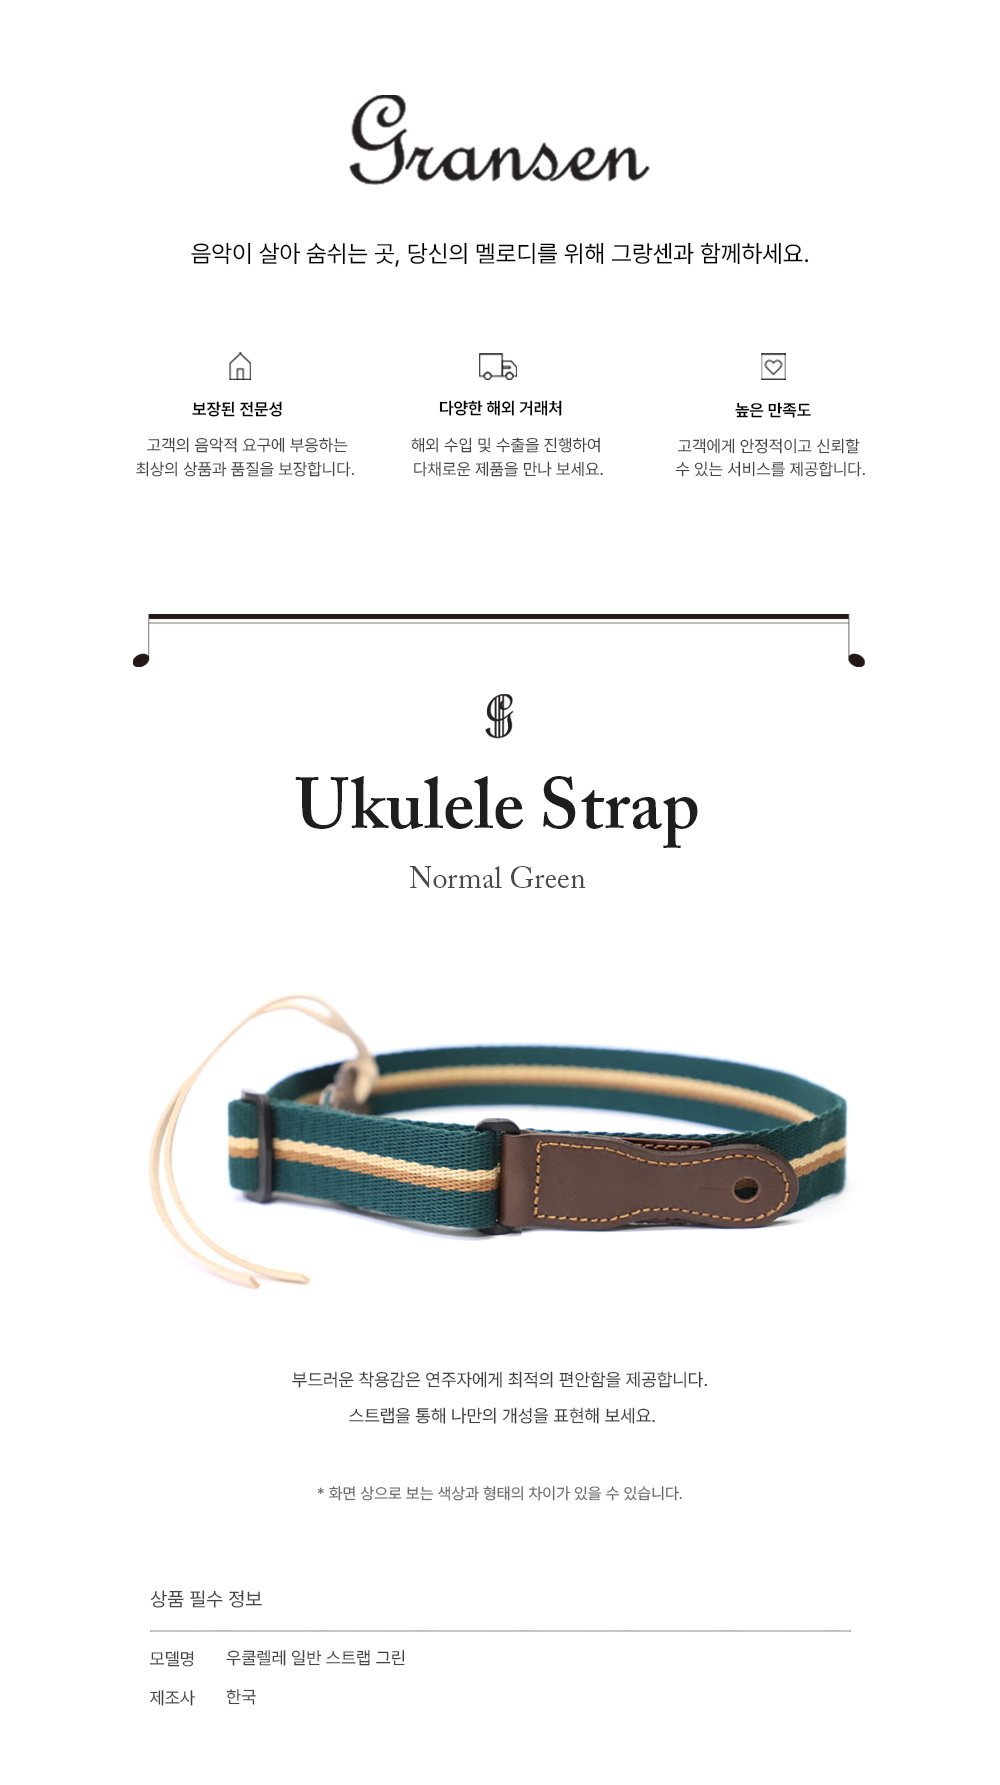 Gransen
음악이 살아 숨쉬는 곳, 당신의 멜로디를 위해 그랑센과 함께하세요.
보장된 전문성
고객의 음악적 요구에 부응하는
최상의 상품과 품질을 보장합니다.
다양한 해외 거래처
해외 수입 및 수출을 진행하여
다채로운 제품을 만나 보세요.
높은 만족도
고객에게 안정적이고 신뢰할
수 있는 서비스를 제공합니다.
Ukulele Strap
Normal Green
부드러운 착용감은 연주자에게 최적의 편안함을 제공합니다.
스트랩을 통해 나만의 개성을 표현해 보세요.
* 화면 상으로 보는 색상과 형태의 차이가 있을 수 있습니다.
상품 필수 정보
모델명 우쿨렐레 일반 스트랩 그린
제조사 한국